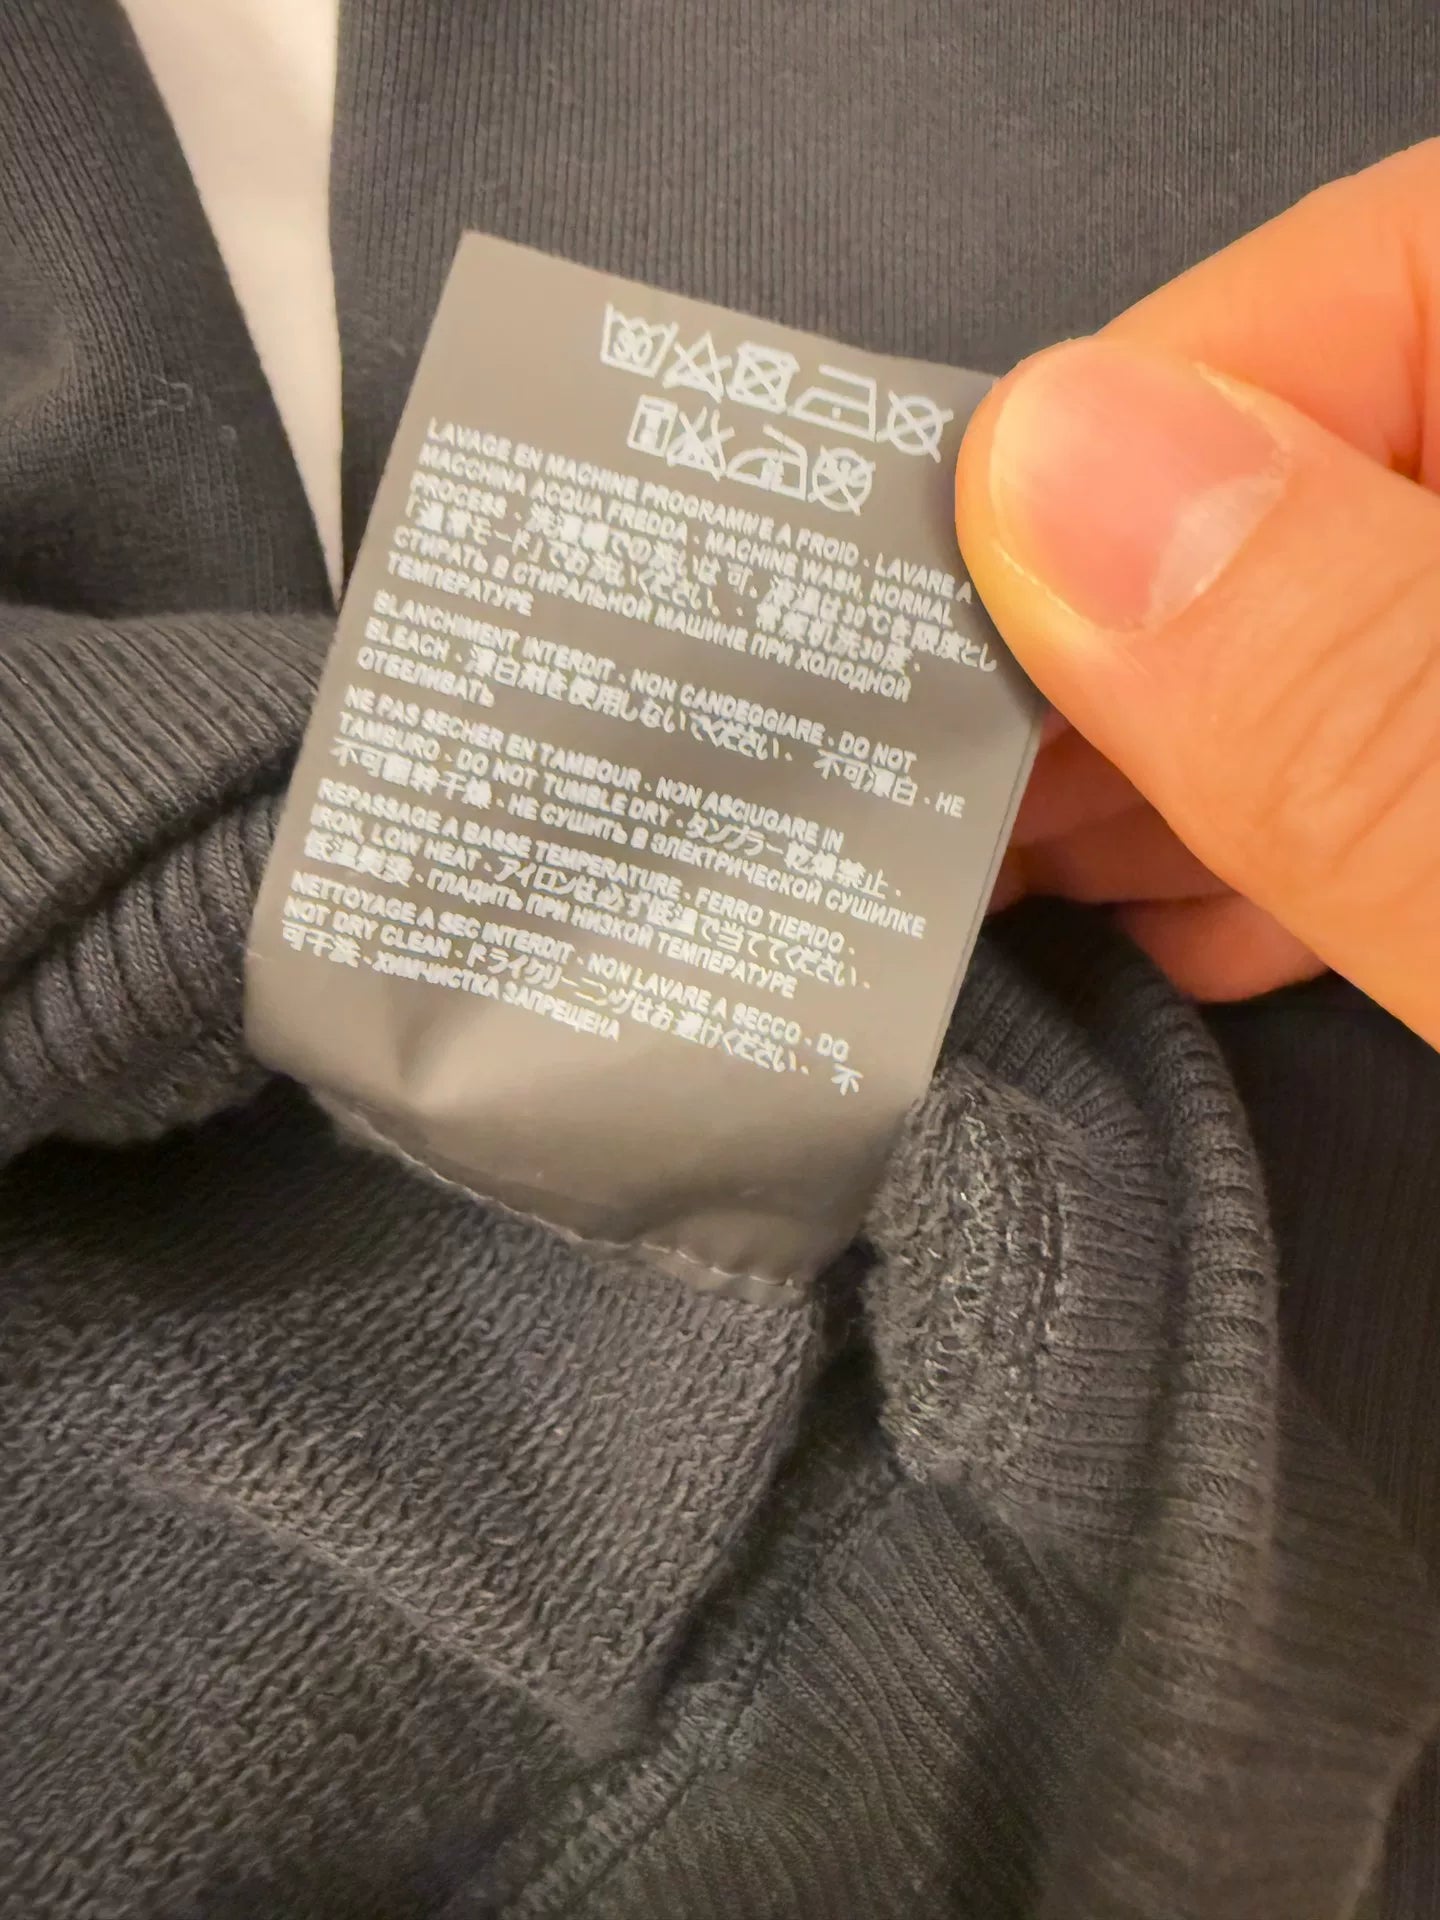 30
LAVAGE EN MACHINE PROGRAMME A FROID - LAVARE A
MACCHINA ACQUA FREDDA - MACHINE WASH, NORMAL
PROCESS - 洗濯機での洗いは可。液温は30℃を限度とし
「通常モード」でお洗いください。- 常规机洗30度 -
СТИРАТЬ В СТИРАЛЬНОЙ МАШИНЕ ПРИ ХОЛОДНОЙ
ТЕМПЕРАТУРЕ
BLANCHIMENT INTERDIT - NON CANDEGGIARE - DO NOT
BLEACH - 漂白剤を使用しないでください。- 不可漂白 - НЕ
ОТБЕЛИВАТЬ
NE PAS SECHER EN TAMBOUR - NON ASCIUGARE IN
TAMBURO - DO NOT TUMBLE DRY - タンブラー乾燥禁止 -
不可翻转干燥 - НЕ СУШИТЬ В ЭЛЕКТРИЧЕСКОЙ СУШИЛКЕ
REPASSAGE A BASSE TEMPERATURE - FERRO TIEPIDO -
IRON, LOW HEAT - アイロンは必ず低温で当ててください。-
低温熨烫 - ГЛАДИТЬ ПРИ НИЗКОЙ ТЕМПЕРАТУРЕ
NETTOYAGE A SEC INTERDIT - NON LAVARE A SECCO - DO
NOT DRY CLEAN - ドライクリーニングはお避けください。- 不
可干洗 - ХИМЧИСТКА ЗАПРЕЩЕНА